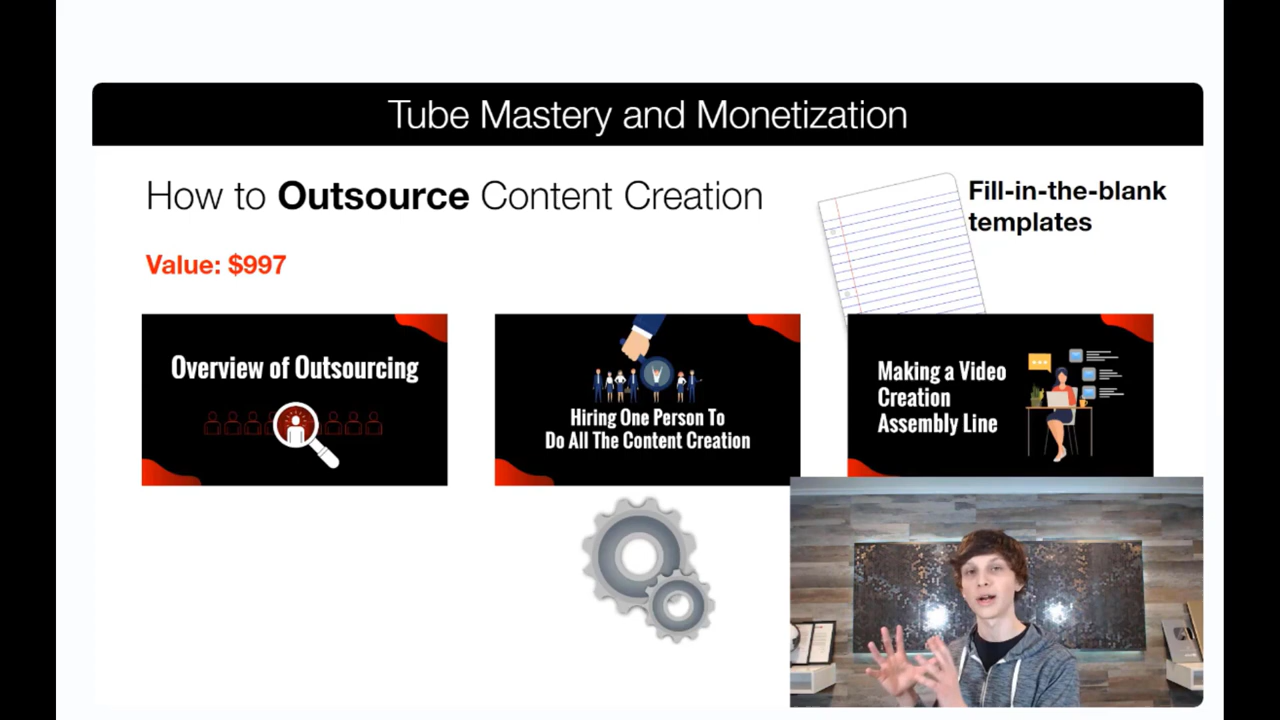 Tube Mastery and Monetization
How to Outsource Content Creation
Fill-in-the-blank
templates
Value: $997
Overview of Outsourcing
Hiring One Person To
Do All The Content Creation
Making a Video
Creation
Assembly Line